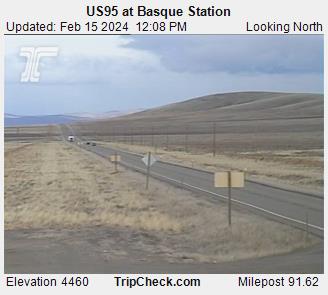 US95 at Basque Station
Updated: Feb 15 2024 12:08 PM Looking North
Elevation 4460 TripCheck.com Milepost 91.62